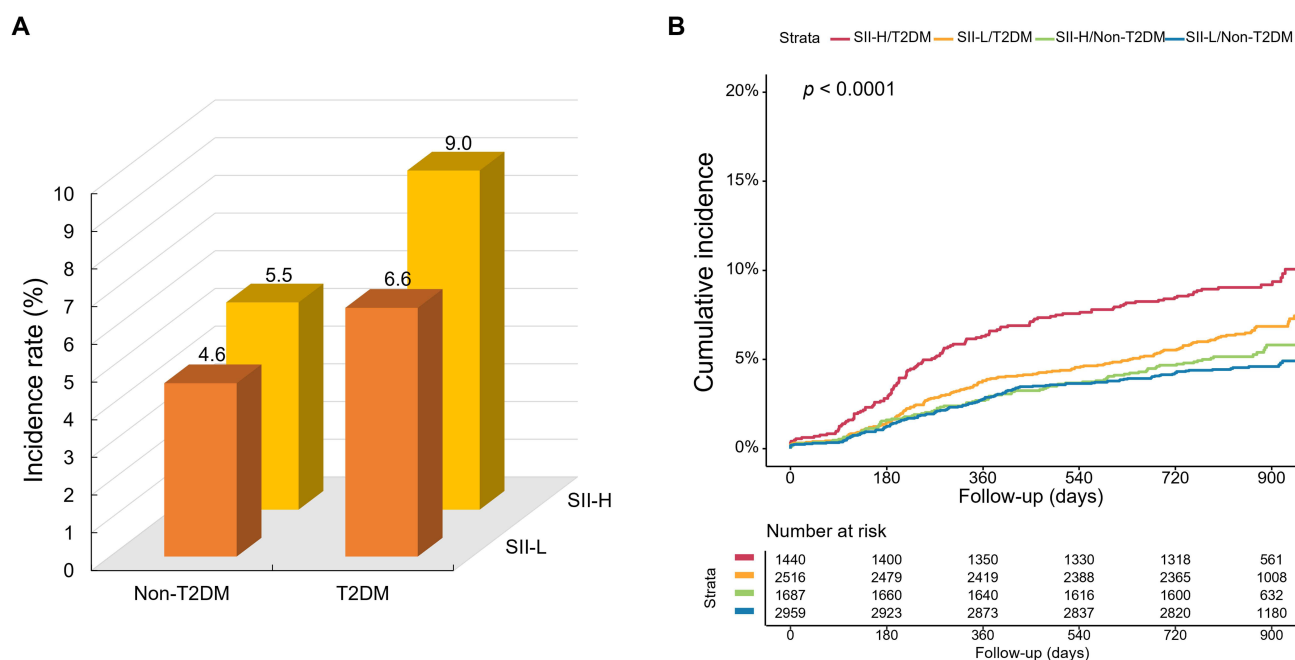 A
Incidence rate (%)
10
9
8
7
6
5
4
3
2
1
0
4.6
5.5
6.6
9.0
Non-T2DM
T2DM
SII-L
SII-H
B
Strata SII-H/T2DM SII-L/T2DM SII-H/Non-T2DM SII-L/Non-T2DM
p < 0.0001
Cumulative incidence
20%
15%
10%
5%
0%
0 180 360 540 720 900
Follow-up (days)
Number at risk
Strata
1440 1400 1350 1330 1318 561
2516 2479 2419 2388 2365 1008
1687 1660 1640 1616 1600 632
2959 2923 2873 2837 2820 1180
0 180 360 540 720 900
Follow-up (days)